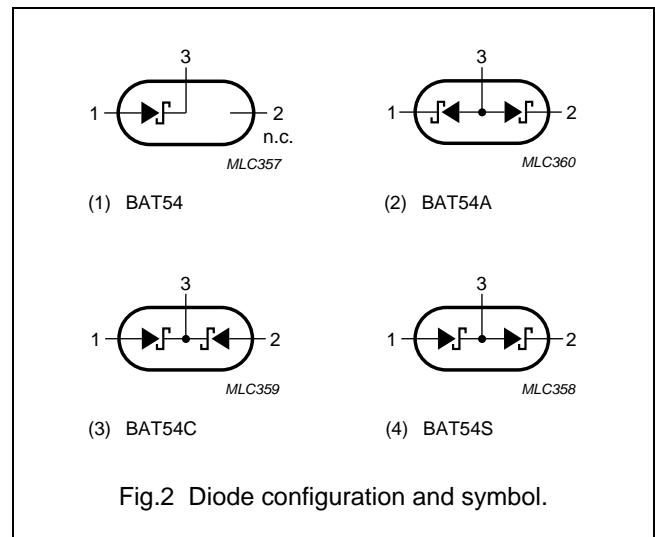 3
1
2
n.c.
MLC357
(1) BAT54
3
1
2
MLC360
(2) BAT54A
3
1
2
MLC359
(3) BAT54C
3
1
2
MLC358
(4) BAT54S
Fig.2 Diode configuration and symbol.